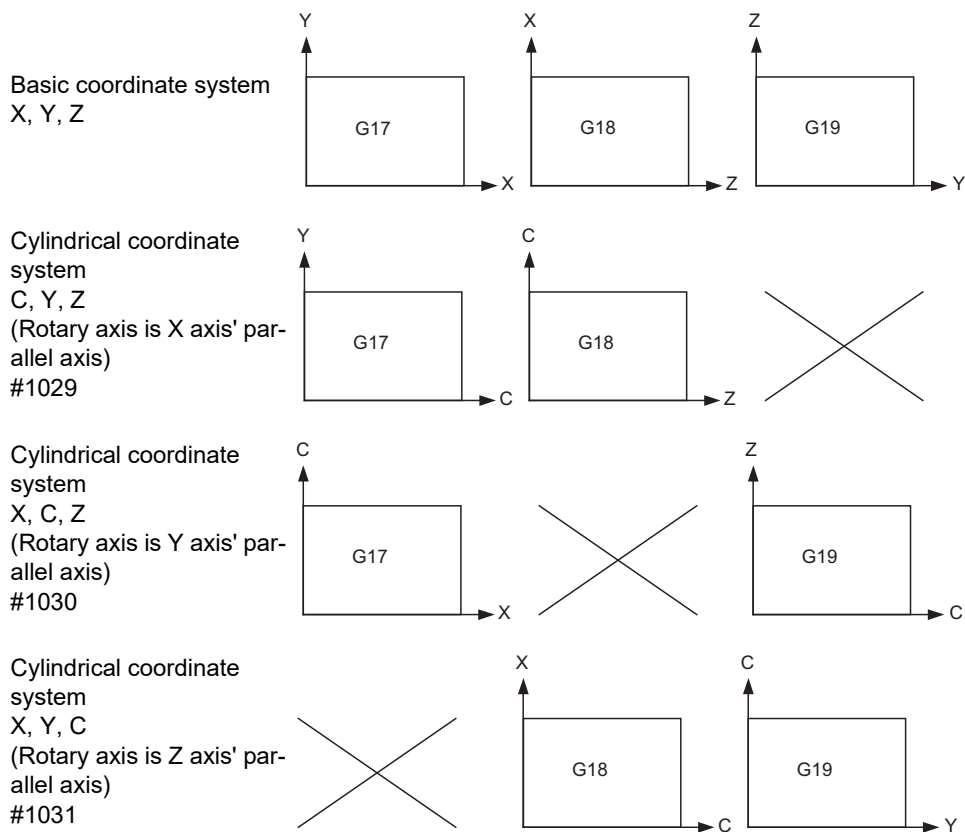 Basic coordinate system
X, Y, Z
Y
G17
X
X
G18
Z
Z
G19
Y
Cylindrical coordinate
system
C, Y, Z
(Rotary axis is X axis' par-
allel axis)
#1029
Y
G17
C
C
G18
Z
Cylindrical coordinate
system
X, C, Z
(Rotary axis is Y axis' par-
allel axis)
#1030
C
G17
X
Z
G19
C
Cylindrical coordinate
system
X, Y, C
(Rotary axis is Z axis' par-
allel axis)
#1031
X
G18
C
C
G19
Y